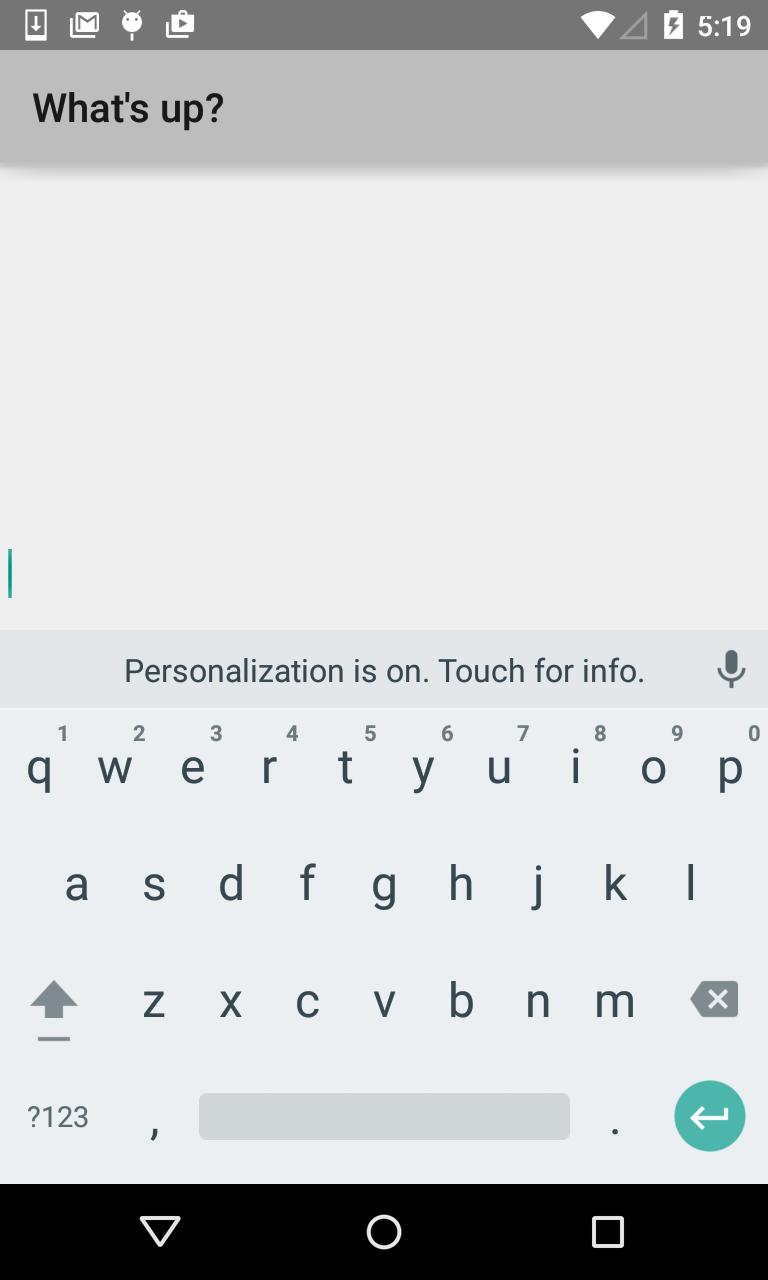 5:19
What's up?
Personalization is on. Touch for info.
1 2 3 4 5 6 7 8 9 0
q w e r t y u i o p
a s d f g h j k l
z x c v b n m
?123 , .